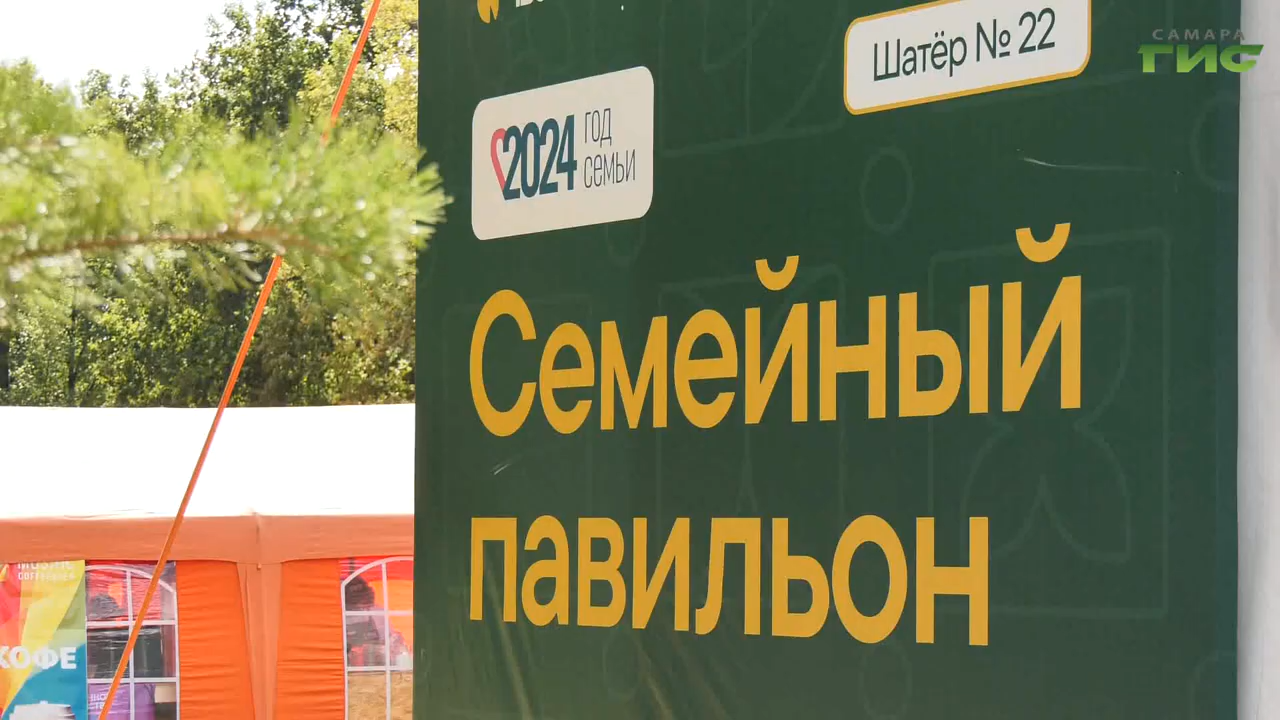 Шатёр № 22
САМАРА
ГИС
2024 ГОД
СЕМЬИ
Семейный
павильон
КОФЕ